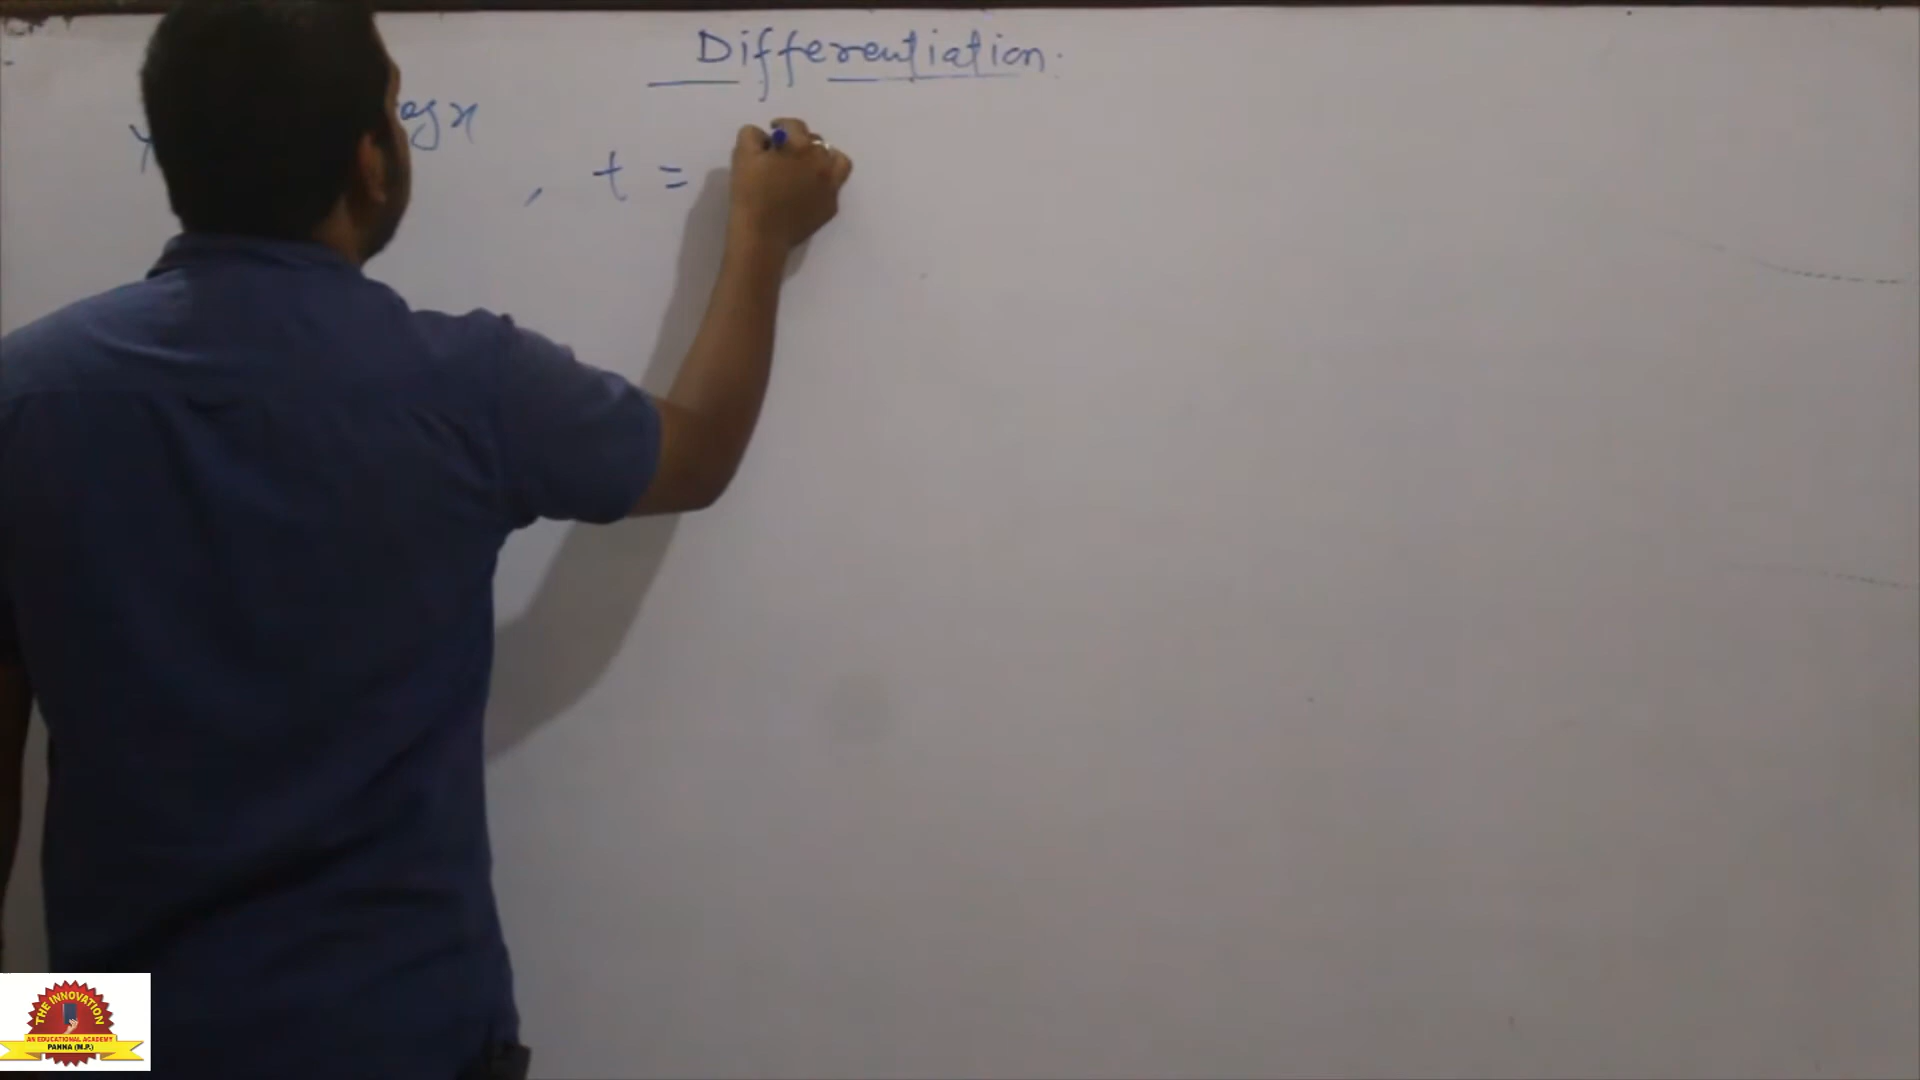 Differentiation.
, t =
THE INNOVATION
AN EDUCATIONAL ACADEMY
PANNA (M.P.)